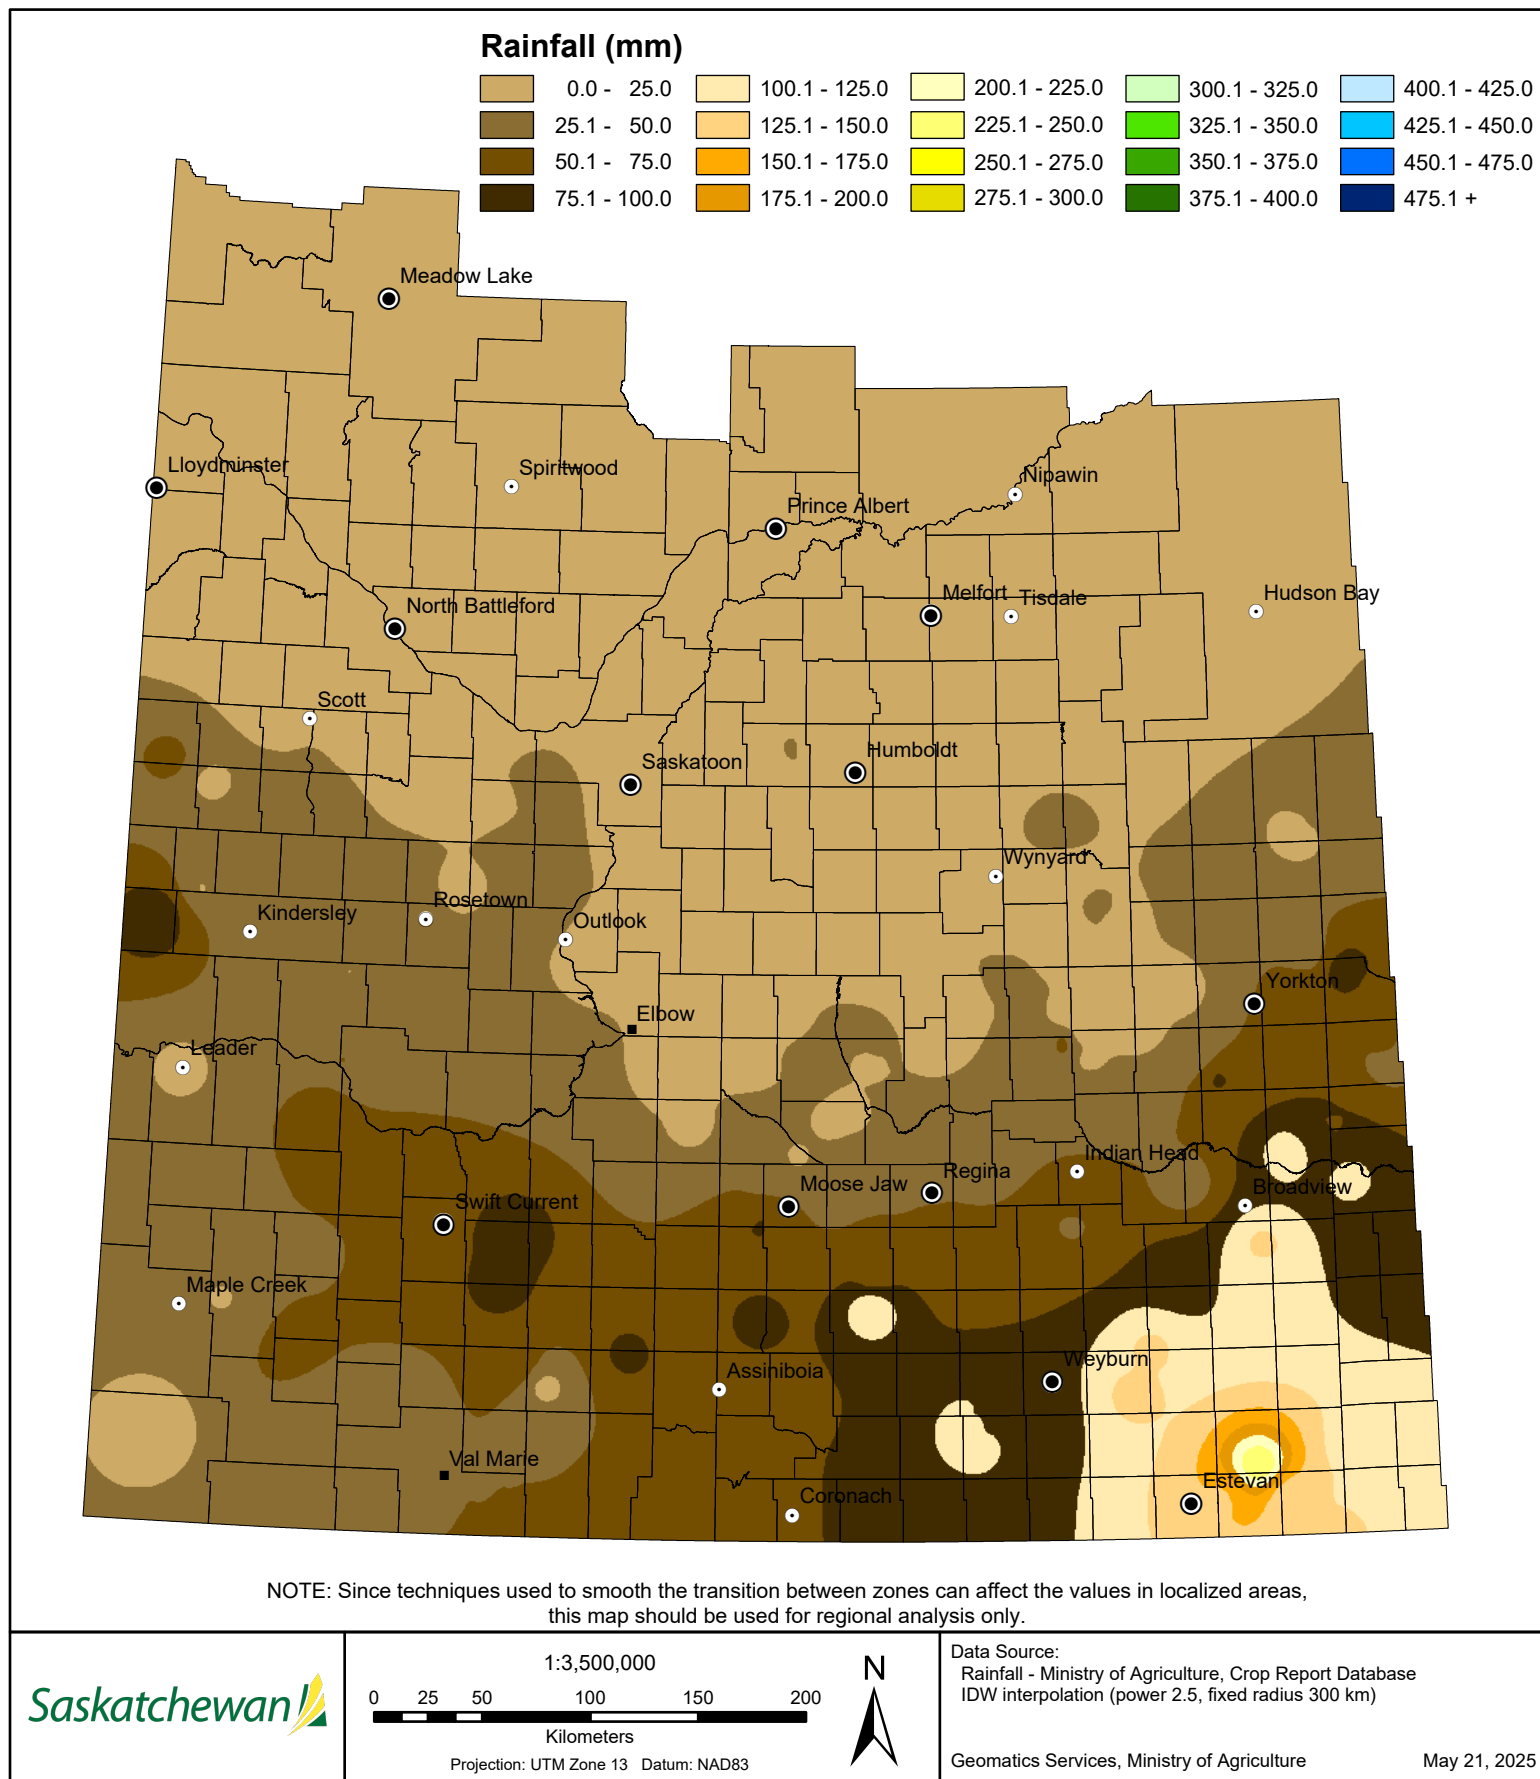 Rainfall (mm)
0.0 - 25.0
25.1 - 50.0
50.1 - 75.0
75.1 - 100.0
100.1 - 125.0
125.1 - 150.0
150.1 - 175.0
175.1 - 200.0
200.1 - 225.0
225.1 - 250.0
250.1 - 275.0
275.1 - 300.0
300.1 - 325.0
325.1 - 350.0
350.1 - 375.0
375.1 - 400.0
400.1 - 425.0
425.1 - 450.0
450.1 - 475.0
475.1 +
Meadow Lake
Lloydminster
Spiritwood
Nipawin
Prince Albert
North Battleford
Melfort
Tisdale
Hudson Bay
Scott
Saskatoon
Humboldt
Wynyard
Kindersley
Rosetown
Outlook
Yorkton
Elbow
Leader
Indian Head
Regina
Moose Jaw
Broadview
Swift Current
Maple Creek
Weyburn
Assiniboia
Val Marie
Estevan
Coronach
NOTE: Since techniques used to smooth the transition between zones can affect the values in localized areas,
this map should be used for regional analysis only.
Saskatchewan
1:3,500,000
0 25 50 100 150 200
Kilometers
Projection: UTM Zone 13 Datum: NAD83
N
Data Source:
Rainfall - Ministry of Agriculture, Crop Report Database
IDW interpolation (power 2.5, fixed radius 300 km)
Geomatics Services, Ministry of Agriculture May 21, 2025